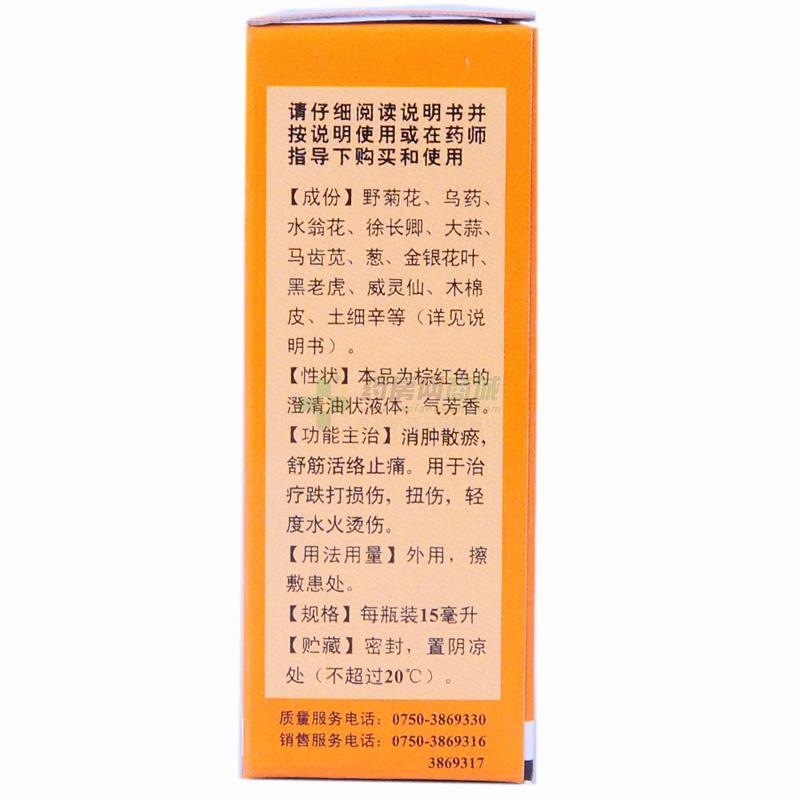 请仔细阅读说明书并
按说明使用或在药师
指导下购买和使用
【成份】野菊花、乌药、
水翁花、徐长卿、大蒜、
马齿苋、葱、金银花叶、
黑老虎、威灵仙、木棉
皮、土细辛等（详见说
明书）。
【性状】本品为棕红色的
澄清油状液体；气芳香。
【功能主治】消肿散瘀，
舒筋活络止痛。用于治
疗跌打损伤，扭伤，轻
度水火烫伤。
【用法用量】外用，擦
敷患处。
【规格】每瓶装15毫升
【贮藏】密封，置阴凉
处（不超过20℃）。
质量服务电话：0750-3869330
销售服务电话：0750-3869316
3869317
药房网商城